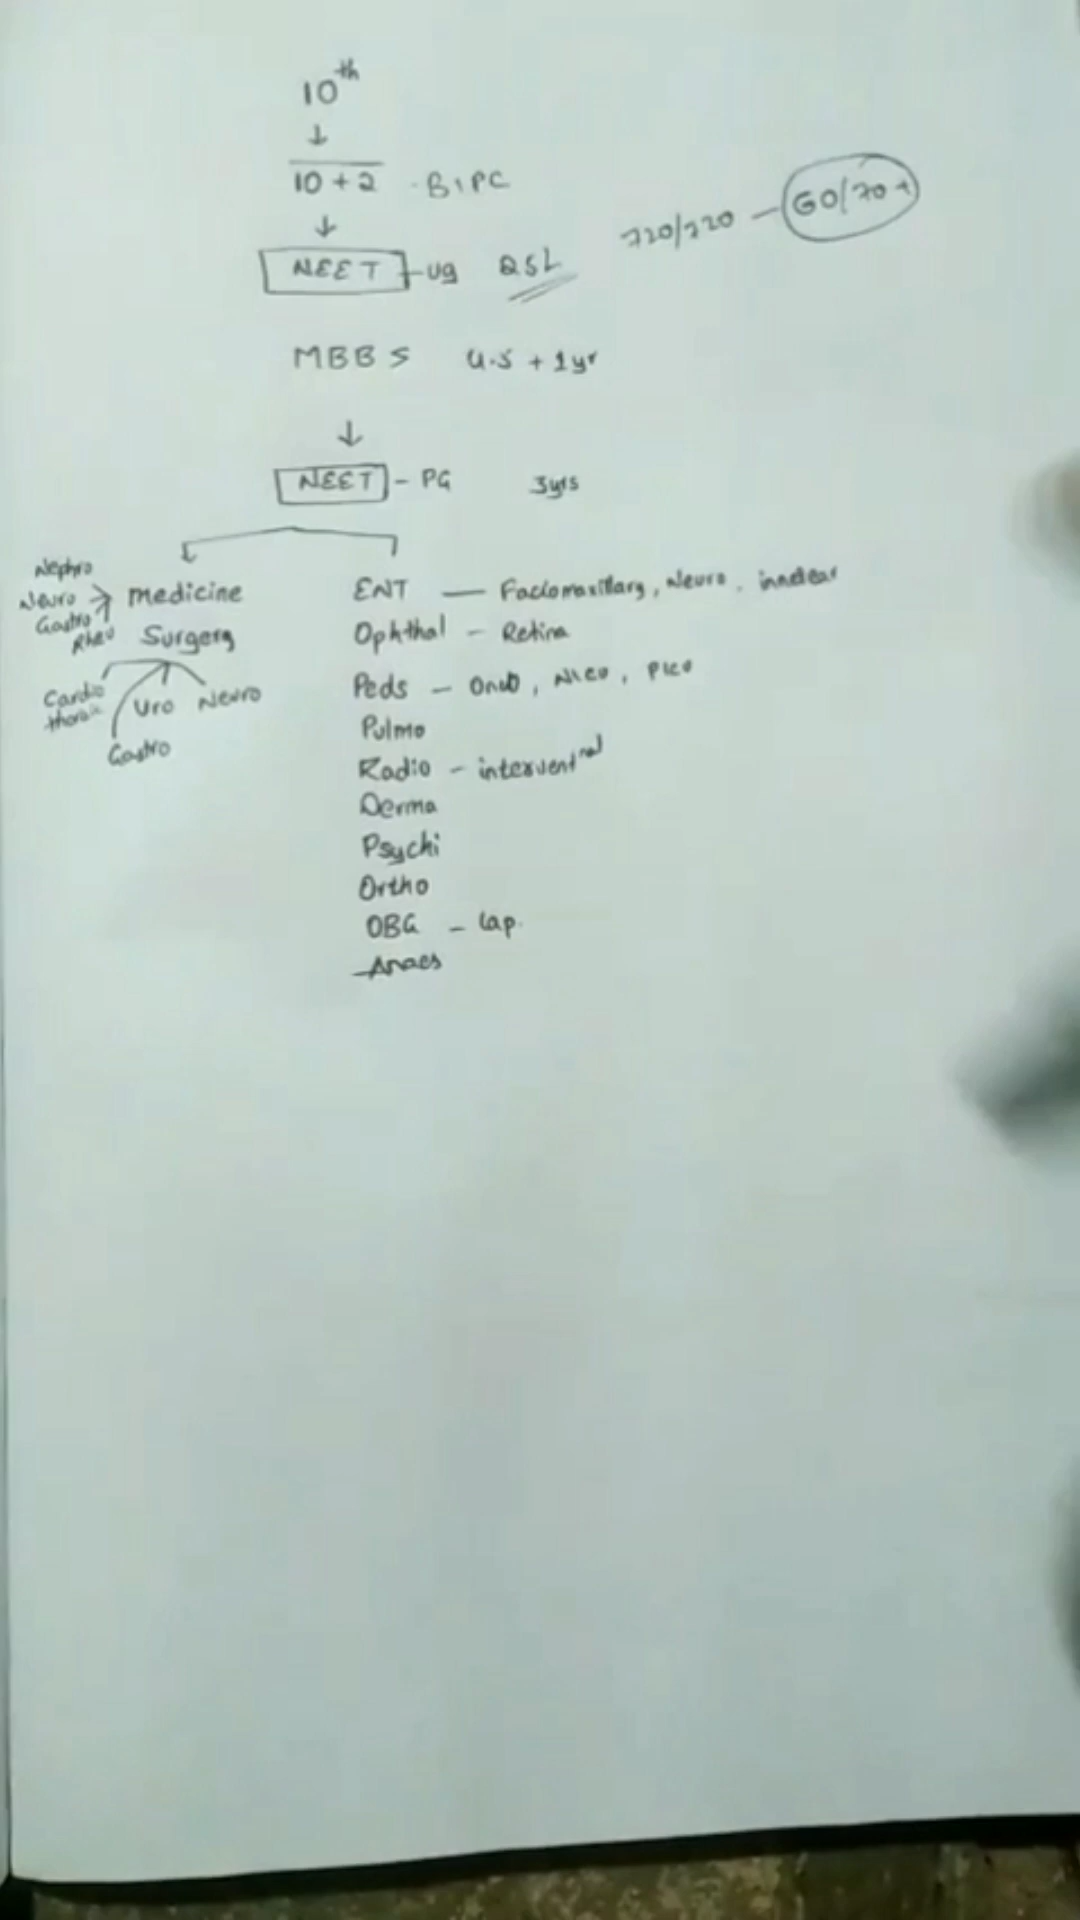 10th
↓
10 + 2 - BiPC
↓
NEET - ug 25L 720/720 - 60/70+
MBBS 4.5 + 1yr
↓
NEET - PG 3yrs
Nephro
Neuro
Gastro
Rheu
medicine
Surgery
Cardio
thoracic
Uro
Neuro
Gastro
ENT — Faciomaxillary, Neuro,
Ophthal - Retina
Peds - Onco, Nicu, Picu
Pulmo
Radio - interventnal
Derma
Psychi
Ortho
OBG - lap.
Anaes